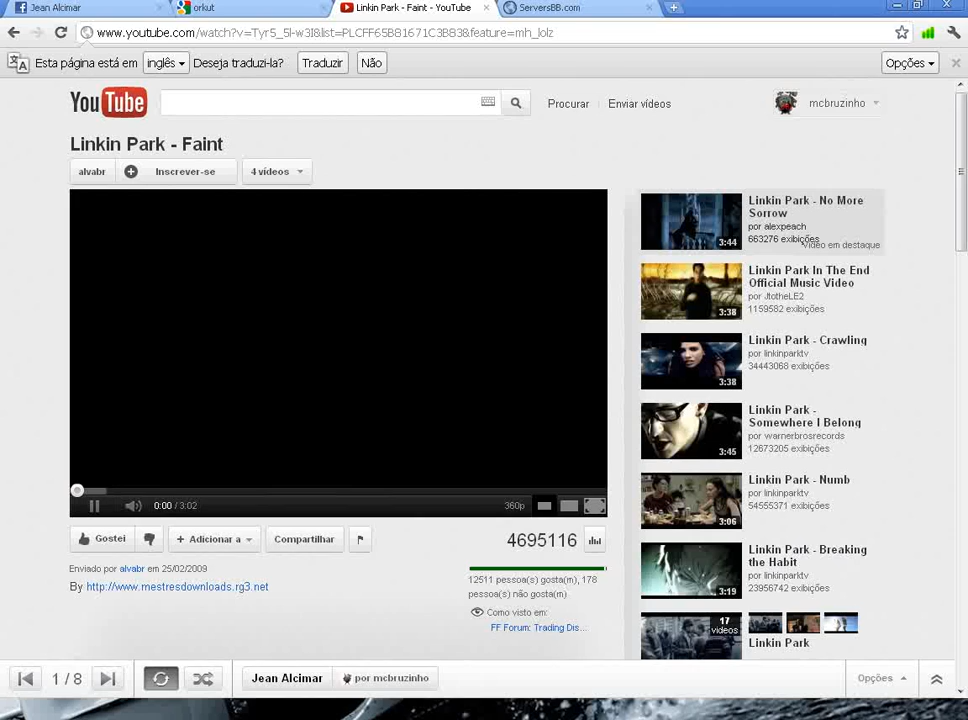 Jean Alcimar
orkut
Linkin Park - Faint - YouTube
ServersBB.com
www.youtube.com/watch?v=Tyr5_5l-w3I&list=PLCFF65B81671C3B83&feature=mh_lolz
Esta página está em inglês Deseja traduzi-la? Traduzir Não Opções
YouTube
Procurar Enviar vídeos
mcbruzinho
Linkin Park - Faint
alvabr Inscrever-se 4 vídeos
0:00 / 3:02
360p
Gostei
Adicionar a
Compartilhar
4695116
Enviado por alvabr em 25/02/2009
By http://www.mestresdownloads.rg3.net
12511 pessoa(s) gosta(m), 178
pessoa(s) não gosta(m)
Como visto em:
FF Forum: Trading Dis...
3:44
Linkin Park - No More
Sorrow
por alexpeach
663276 exibições
Vídeo em destaque
3:38
Linkin Park In The End
Official Music Video
por JtotheLE2
1159582 exibições
3:38
Linkin Park - Crawling
por linkinparktv
34443068 exibições
3:45
Linkin Park -
Somewhere I Belong
por warnerbrosrecords
12673205 exibições
3:06
Linkin Park - Numb
por linkinparktv
54555371 exibições
3:19
Linkin Park - Breaking
the Habit
por linkinparktv
23956742 exibições
17
vídeos
Linkin Park
1 / 8
Jean Alcimar
por mcbruzinho
Opções